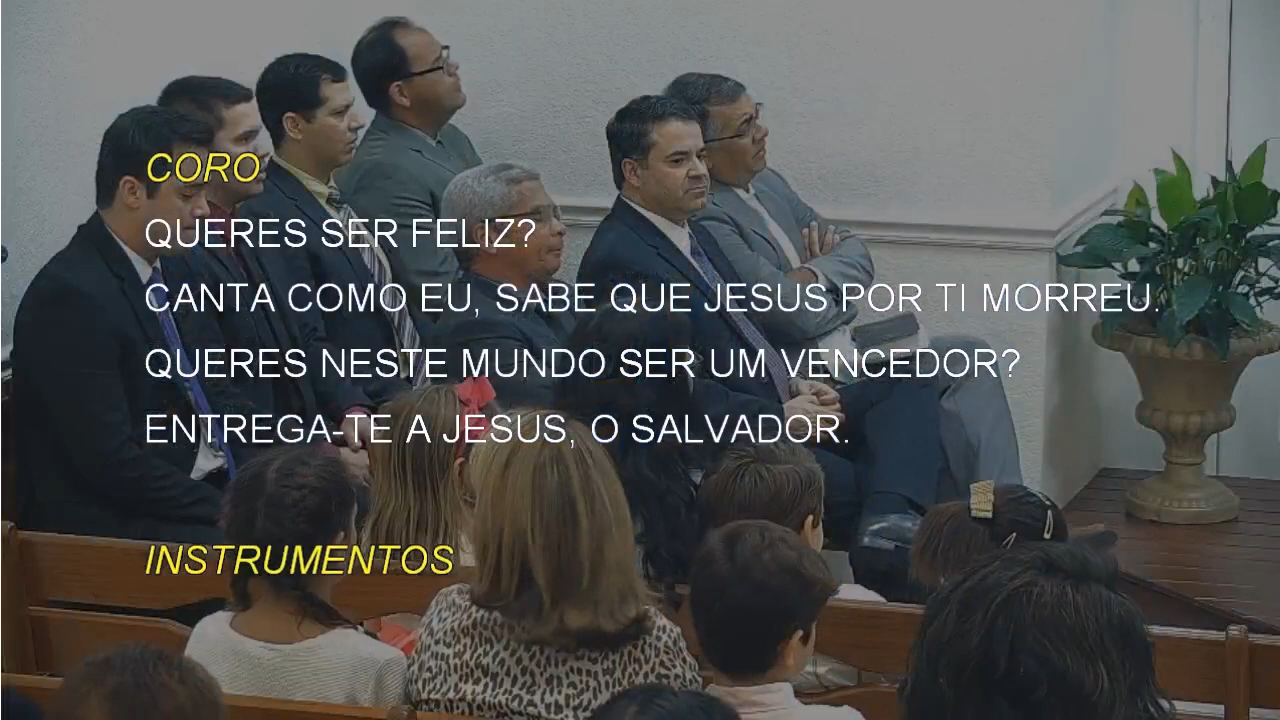 CORO
QUERES SER FELIZ?
CANTA COMO EU, SABE QUE JESUS POR TI MORREU.
QUERES NESTE MUNDO SER UM VENCEDOR?
ENTREGA-TE A JESUS, O SALVADOR.
INSTRUMENTOS